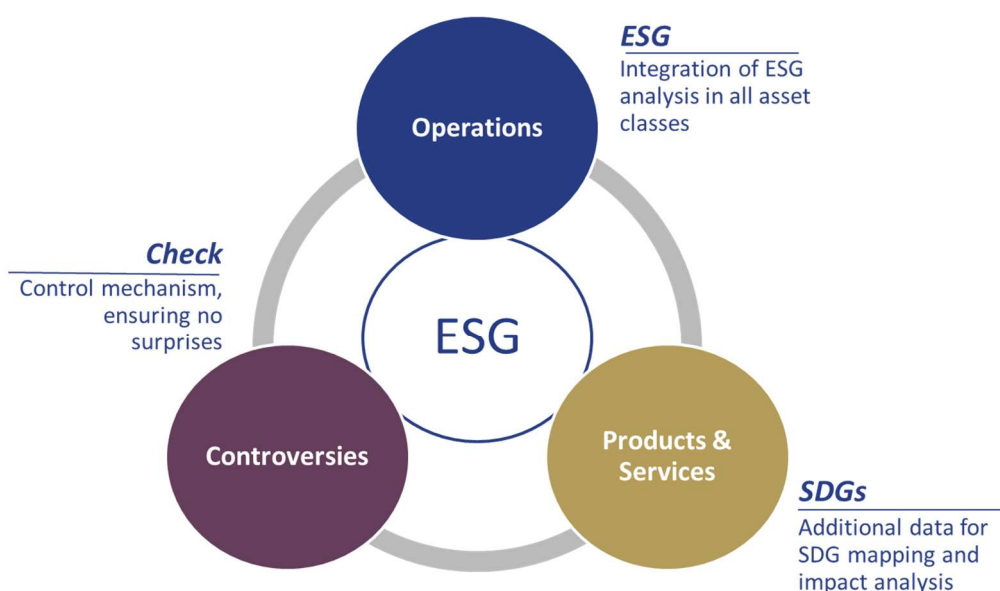 ESG
Integration of ESG
analysis in all asset
classes
Operations
Check
Control mechanism,
ensuring no
surprises
ESG
Controversies
Products &
Services
SDGs
Additional data for
SDG mapping and
impact analysis